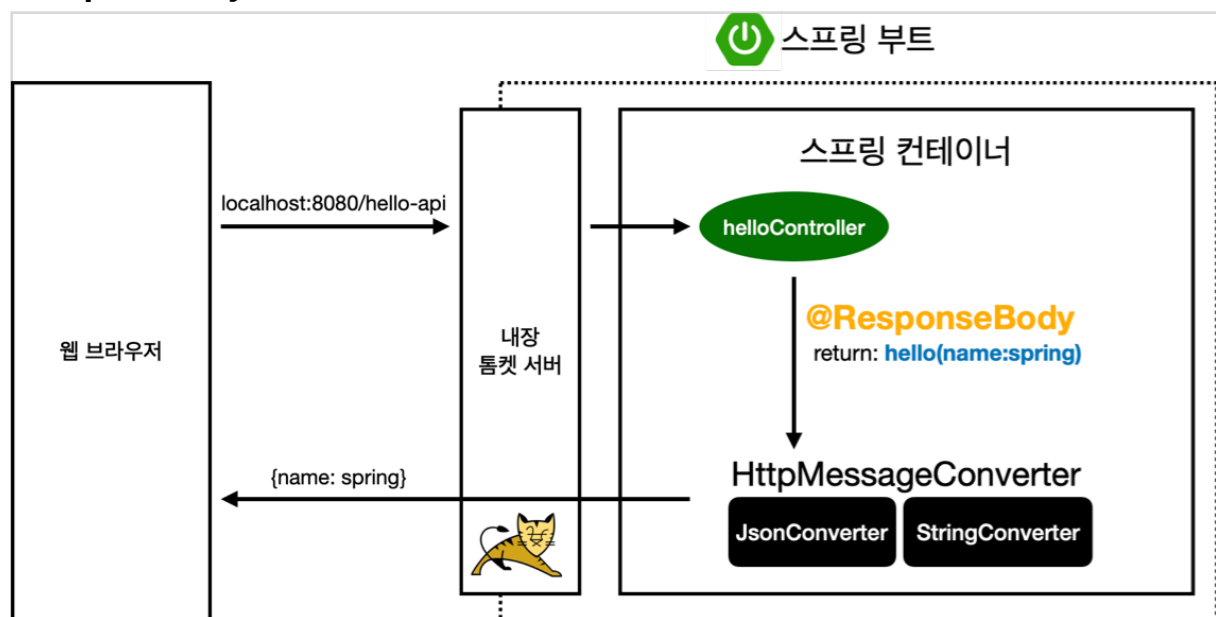 스프링 부트
스프링 컨테이너
localhost:8080/hello-api
helloController
@ResponseBody
return: hello(name:spring)
웹 브라우저
내장
톰켓 서버
{name: spring}
HttpMessageConverter
JsonConverter
StringConverter